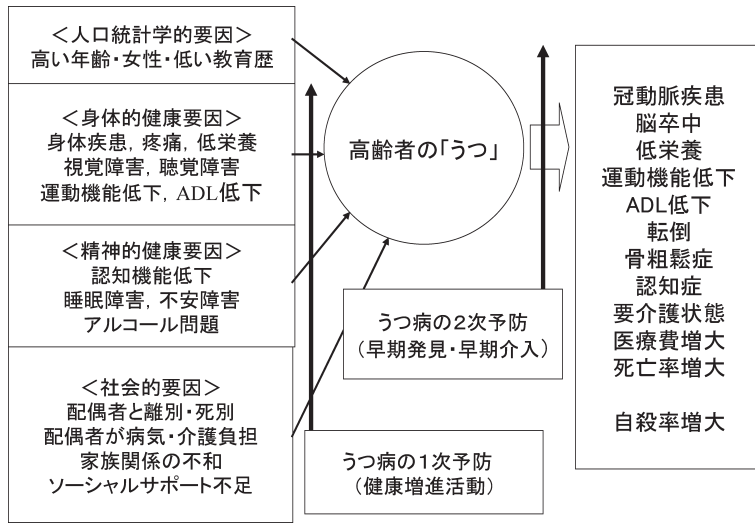 ＜人口統計学的要因＞
高い年齢・女性・低い教育歴
＜身体的健康要因＞
身体疾患，疼痛，低栄養
視覚障害，聴覚障害
運動機能低下，ADL低下
＜精神的健康要因＞
認知機能低下
睡眠障害，不安障害
アルコール問題
＜社会的要因＞
配偶者と離別・死別
配偶者が病気・介護負担
家族関係の不和
ソーシャルサポート不足
高齢者の「うつ」
うつ病の２次予防
（早期発見・早期介入）
うつ病の１次予防
（健康増進活動）
冠動脈疾患
脳卒中
低栄養
運動機能低下
ADL低下
転倒
骨粗鬆症
認知症
要介護状態
医療費増大
死亡率増大
自殺率増大